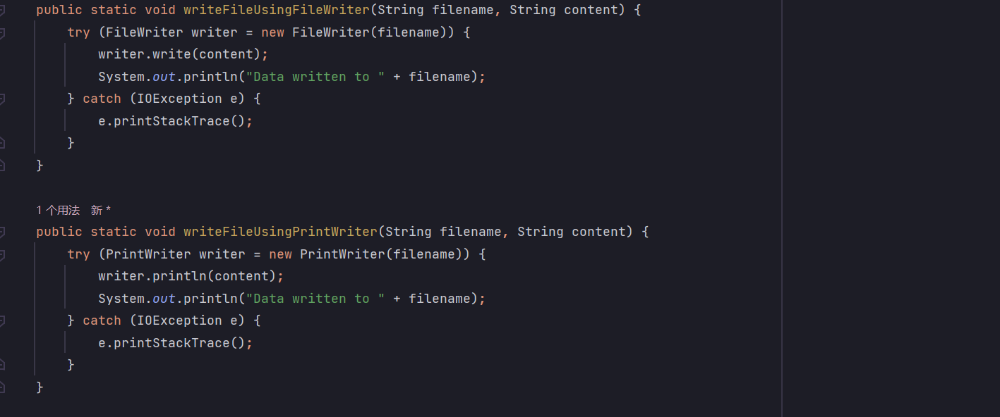 public static void writeFileUsingFileWriter(String filename, String content) {
    try (FileWriter writer = new FileWriter(filename)) {
        writer.write(content);
        System.out.println("Data written to " + filename);
    } catch (IOException e) {
        e.printStackTrace();
    }
}
1 个用法 新 *
public static void writeFileUsingPrintWriter(String filename, String content) {
    try (PrintWriter writer = new PrintWriter(filename)) {
        writer.println(content);
        System.out.println("Data written to " + filename);
    } catch (IOException e) {
        e.printStackTrace();
    }
}